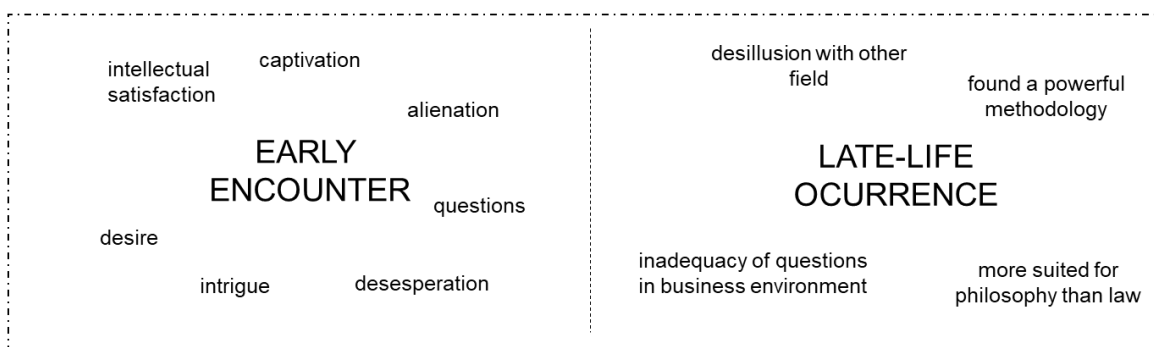 intellectual
satisfaction
captivation
alienation
EARLY
ENCOUNTER
questions
desire
intrigue
desesperation
desillusion with other
field
found a powerful
methodology
LATE-LIFE
OCURRENCE
inadequacy of questions
in business environment
more suited for
philosophy than law